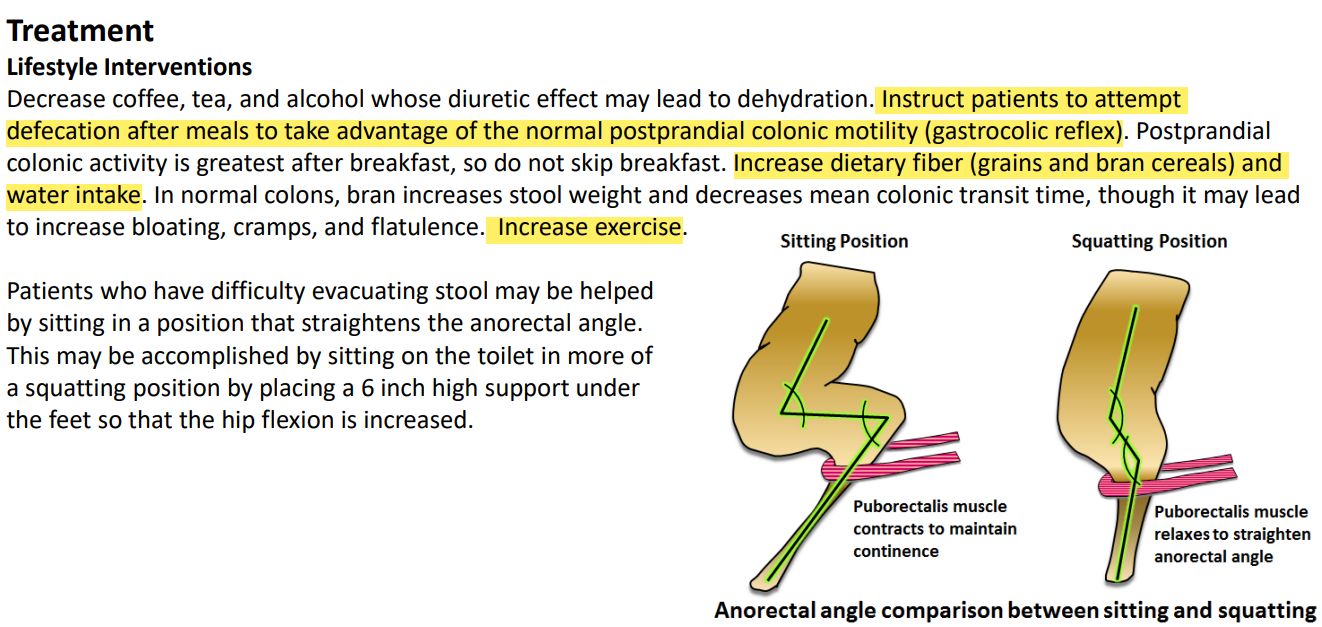 Treatment
Lifestyle Interventions
Decrease coffee, tea, and alcohol whose diuretic effect may lead to dehydration. Instruct patients to attempt
defecation after meals to take advantage of the normal postprandial colonic motility (gastrocolic reflex). Postprandial
colonic activity is greatest after breakfast, so do not skip breakfast. Increase dietary fiber (grains and bran cereals) and
water intake. In normal colons, bran increases stool weight and decreases mean colonic transit time, though it may lead
to increase bloating, cramps, and flatulence.  Increase exercise.
Patients who have difficulty evacuating stool may be helped
by sitting in a position that straightens the anorectal angle.
This may be accomplished by sitting on the toilet in more of
a squatting position by placing a 6 inch high support under
the feet so that the hip flexion is increased.
Sitting Position
Puborectalis muscle
contracts to maintain
continence
Squatting Position
Puborectalis muscle
relaxes to straighten
anorectal angle
Anorectal angle comparison between sitting and squatting